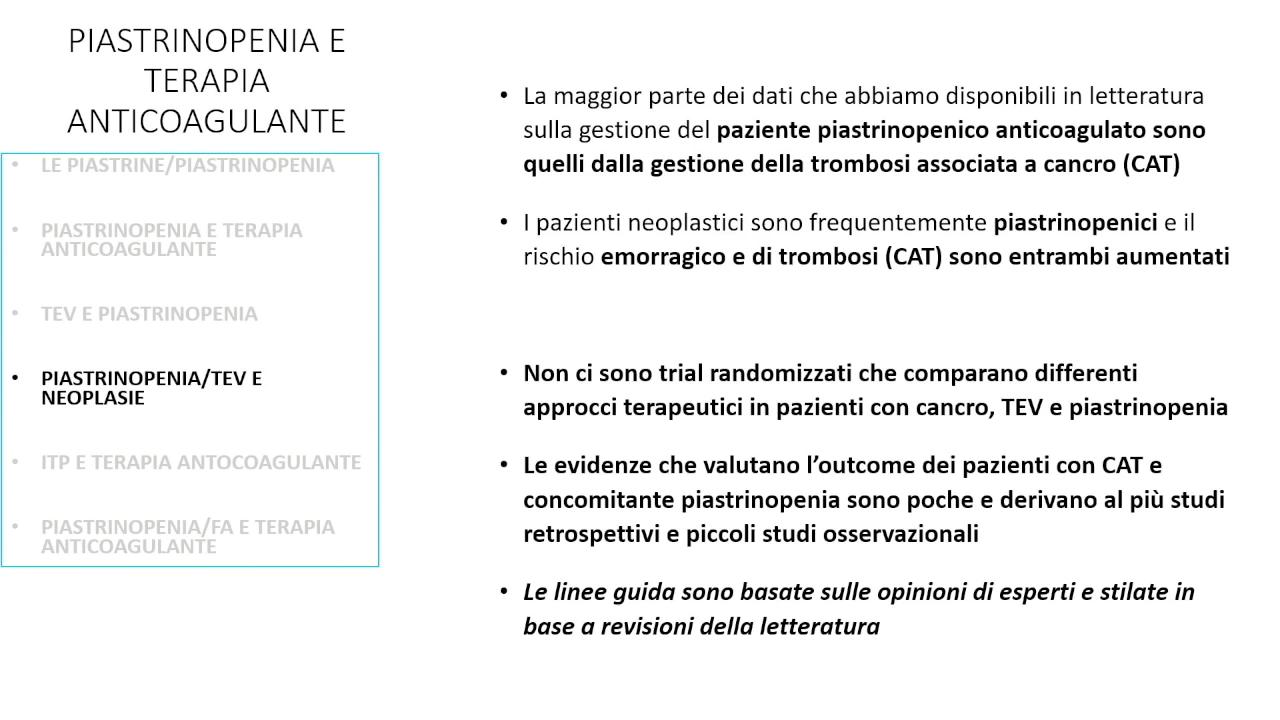 PIASTRINOPENIA E
TERAPIA
ANTICOAGULANTE
• LE PIASTRINE/PIASTRINOPENIA
• PIASTRINOPENIA E TERAPIA
ANTICOAGULANTE
• TEV E PIASTRINOPENIA
• PIASTRINOPENIA/TEV E
NEOPLASIE
• ITP E TERAPIA ANTOCOAGULANTE
• PIASTRINOPENIA/FA E TERAPIA
ANTICOAGULANTE
• La maggior parte dei dati che abbiamo disponibili in letteratura
sulla gestione del paziente piastrinopenico anticoagulato sono
quelli dalla gestione della trombosi associata a cancro (CAT)
• I pazienti neoplastici sono frequentemente piastrinopenici e il
rischio emorragico e di trombosi (CAT) sono entrambi aumentati
• Non ci sono trial randomizzati che comparano differenti
approcci terapeutici in pazienti con cancro, TEV e piastrinopenia
• Le evidenze che valutano l’outcome dei pazienti con CAT e
concomitante piastrinopenia sono poche e derivano al più studi
retrospettivi e piccoli studi osservazionali
• Le linee guida sono basate sulle opinioni di esperti e stilate in
base a revisioni della letteratura